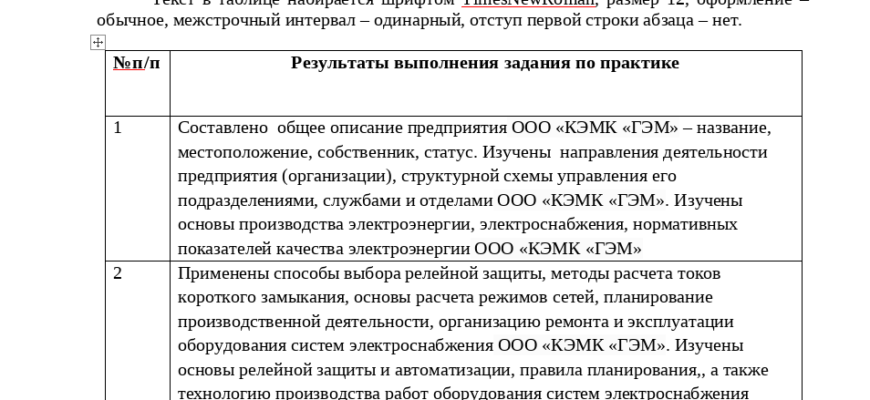 Текст в таблице набирается шрифтом TimesNewRoman, размер 12, оформление –
обычное, межстрочный интервал – одинарный, отступ первой строки абзаца – нет.
№п/п
Результаты выполнения задания по практике
1
Составлено  общее описание предприятия ООО «КЭМК «ГЭМ» – название,
местоположение, собственник, статус. Изучены  направления деятельности
предприятия (организации), структурной схемы управления его
подразделениями, службами и отделами ООО «КЭМК «ГЭМ». Изучены
основы производства электроэнергии, электроснабжения, нормативных
показателей качества электроэнергии ООО «КЭМК «ГЭМ»
2
Применены способы выбора релейной защиты, методы расчета токов
короткого замыкания, основы расчета режимов сетей, планирование
производственной деятельности, организацию ремонта и эксплуатации
оборудования систем электроснабжения ООО «КЭМК «ГЭМ». Изучены
основы релейной защиты и автоматизации, правила планирования,, а также
технологию производства работ оборудования систем электроснабжения